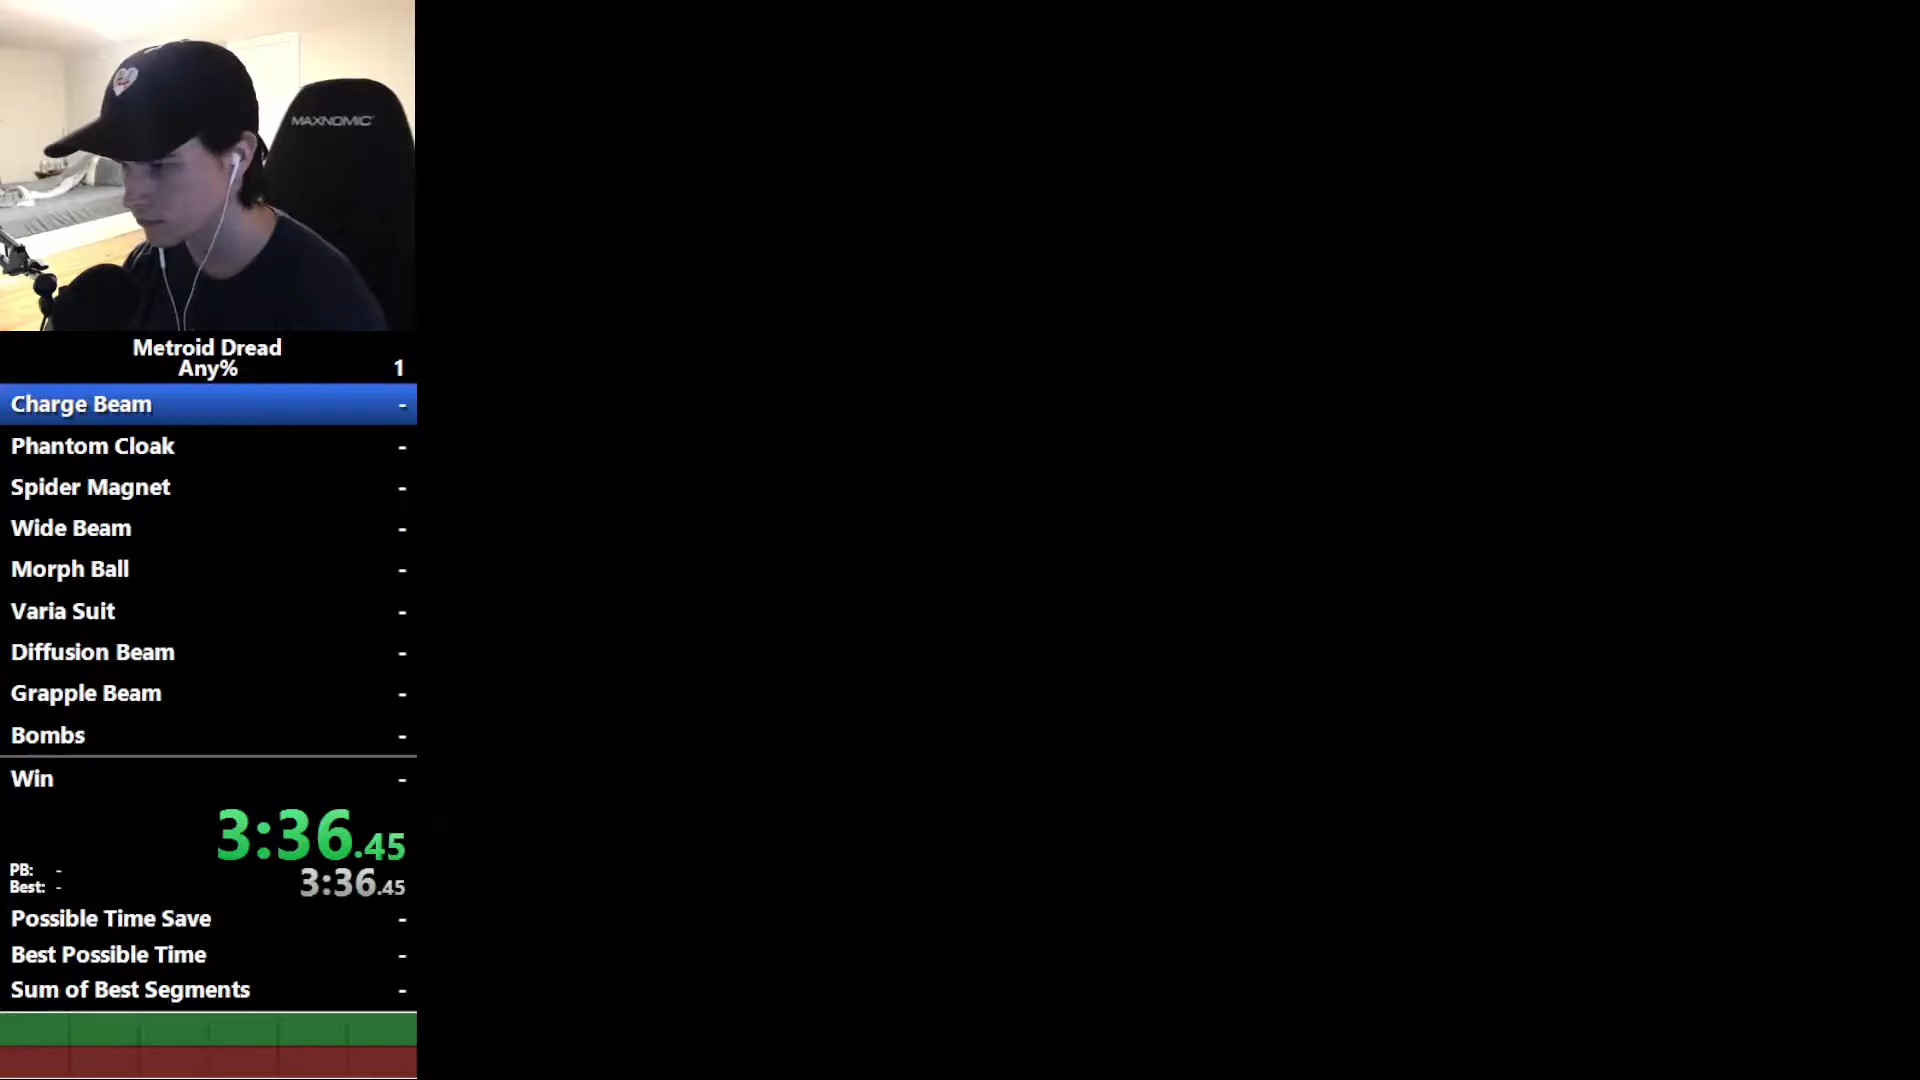 MAXNOMIC
Metroid Dread
Any% 1
Charge Beam -
Phantom Cloak -
Spider Magnet -
Wide Beam -
Morph Ball -
Varia Suit -
Diffusion Beam -
Grapple Beam -
Bombs -
Win -
3:36.45
PB: -
Best: -
3:36.45
Possible Time Save -
Best Possible Time -
Sum of Best Segments -